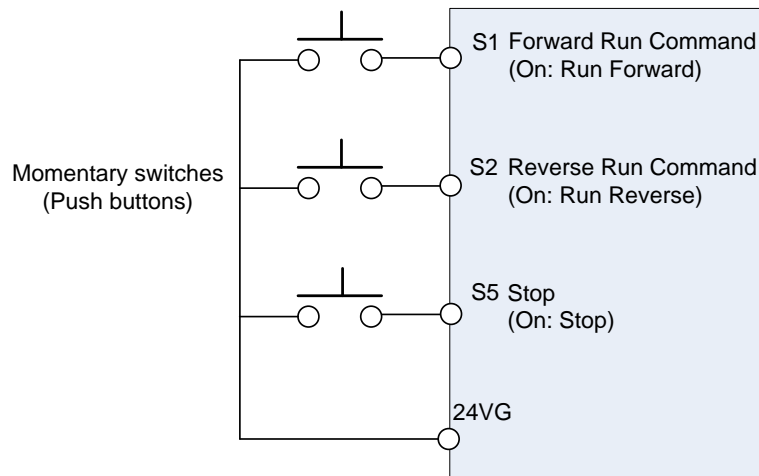 S1 Forward Run Command
(On: Run Forward)
Momentary switches
(Push buttons)
S2 Reverse Run Command
(On: Run Reverse)
S5 Stop
(On: Stop)
24VG